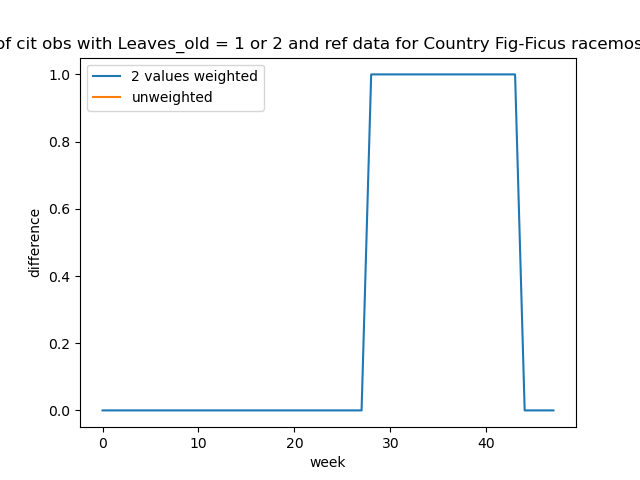 of cit obs with Leaves_old = 1 or 2 and ref data for Country Fig-Ficus racemos
2 values weighted
unweighted
1.0
0.8
0.6
0.4
0.2
0.0
difference
0 10 20 30 40
week